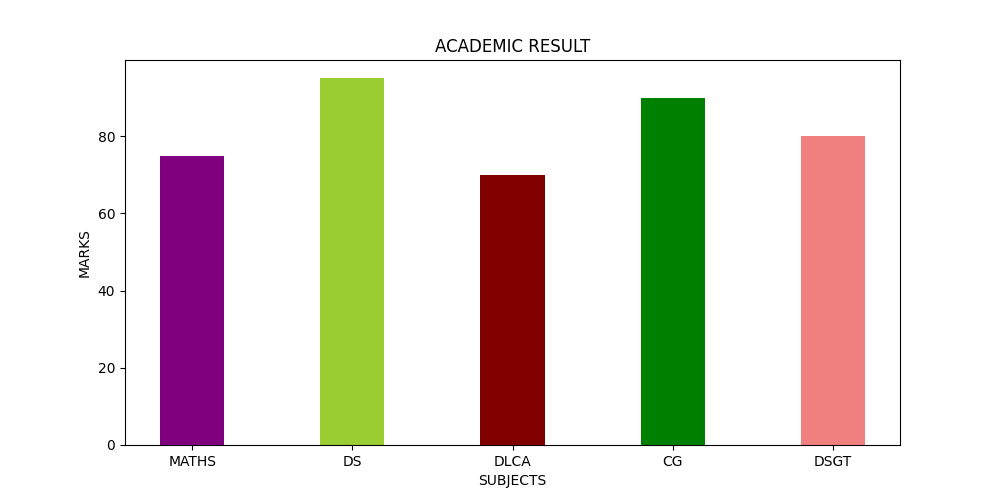 ACADEMIC RESULT
80
60
40
20
0
MARKS
MATHS DS DLCA CG DSGT
SUBJECTS